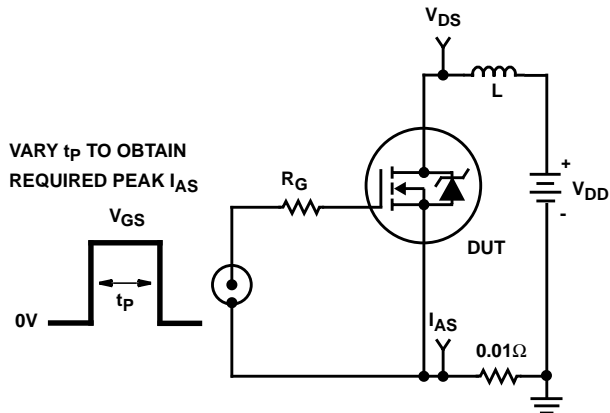 V_DS
L
VARY t_P TO OBTAIN
REQUIRED PEAK I_AS
R_G
+
V_DD
-
V_GS
DUT
t_P
0V
I_AS
0.01Ω